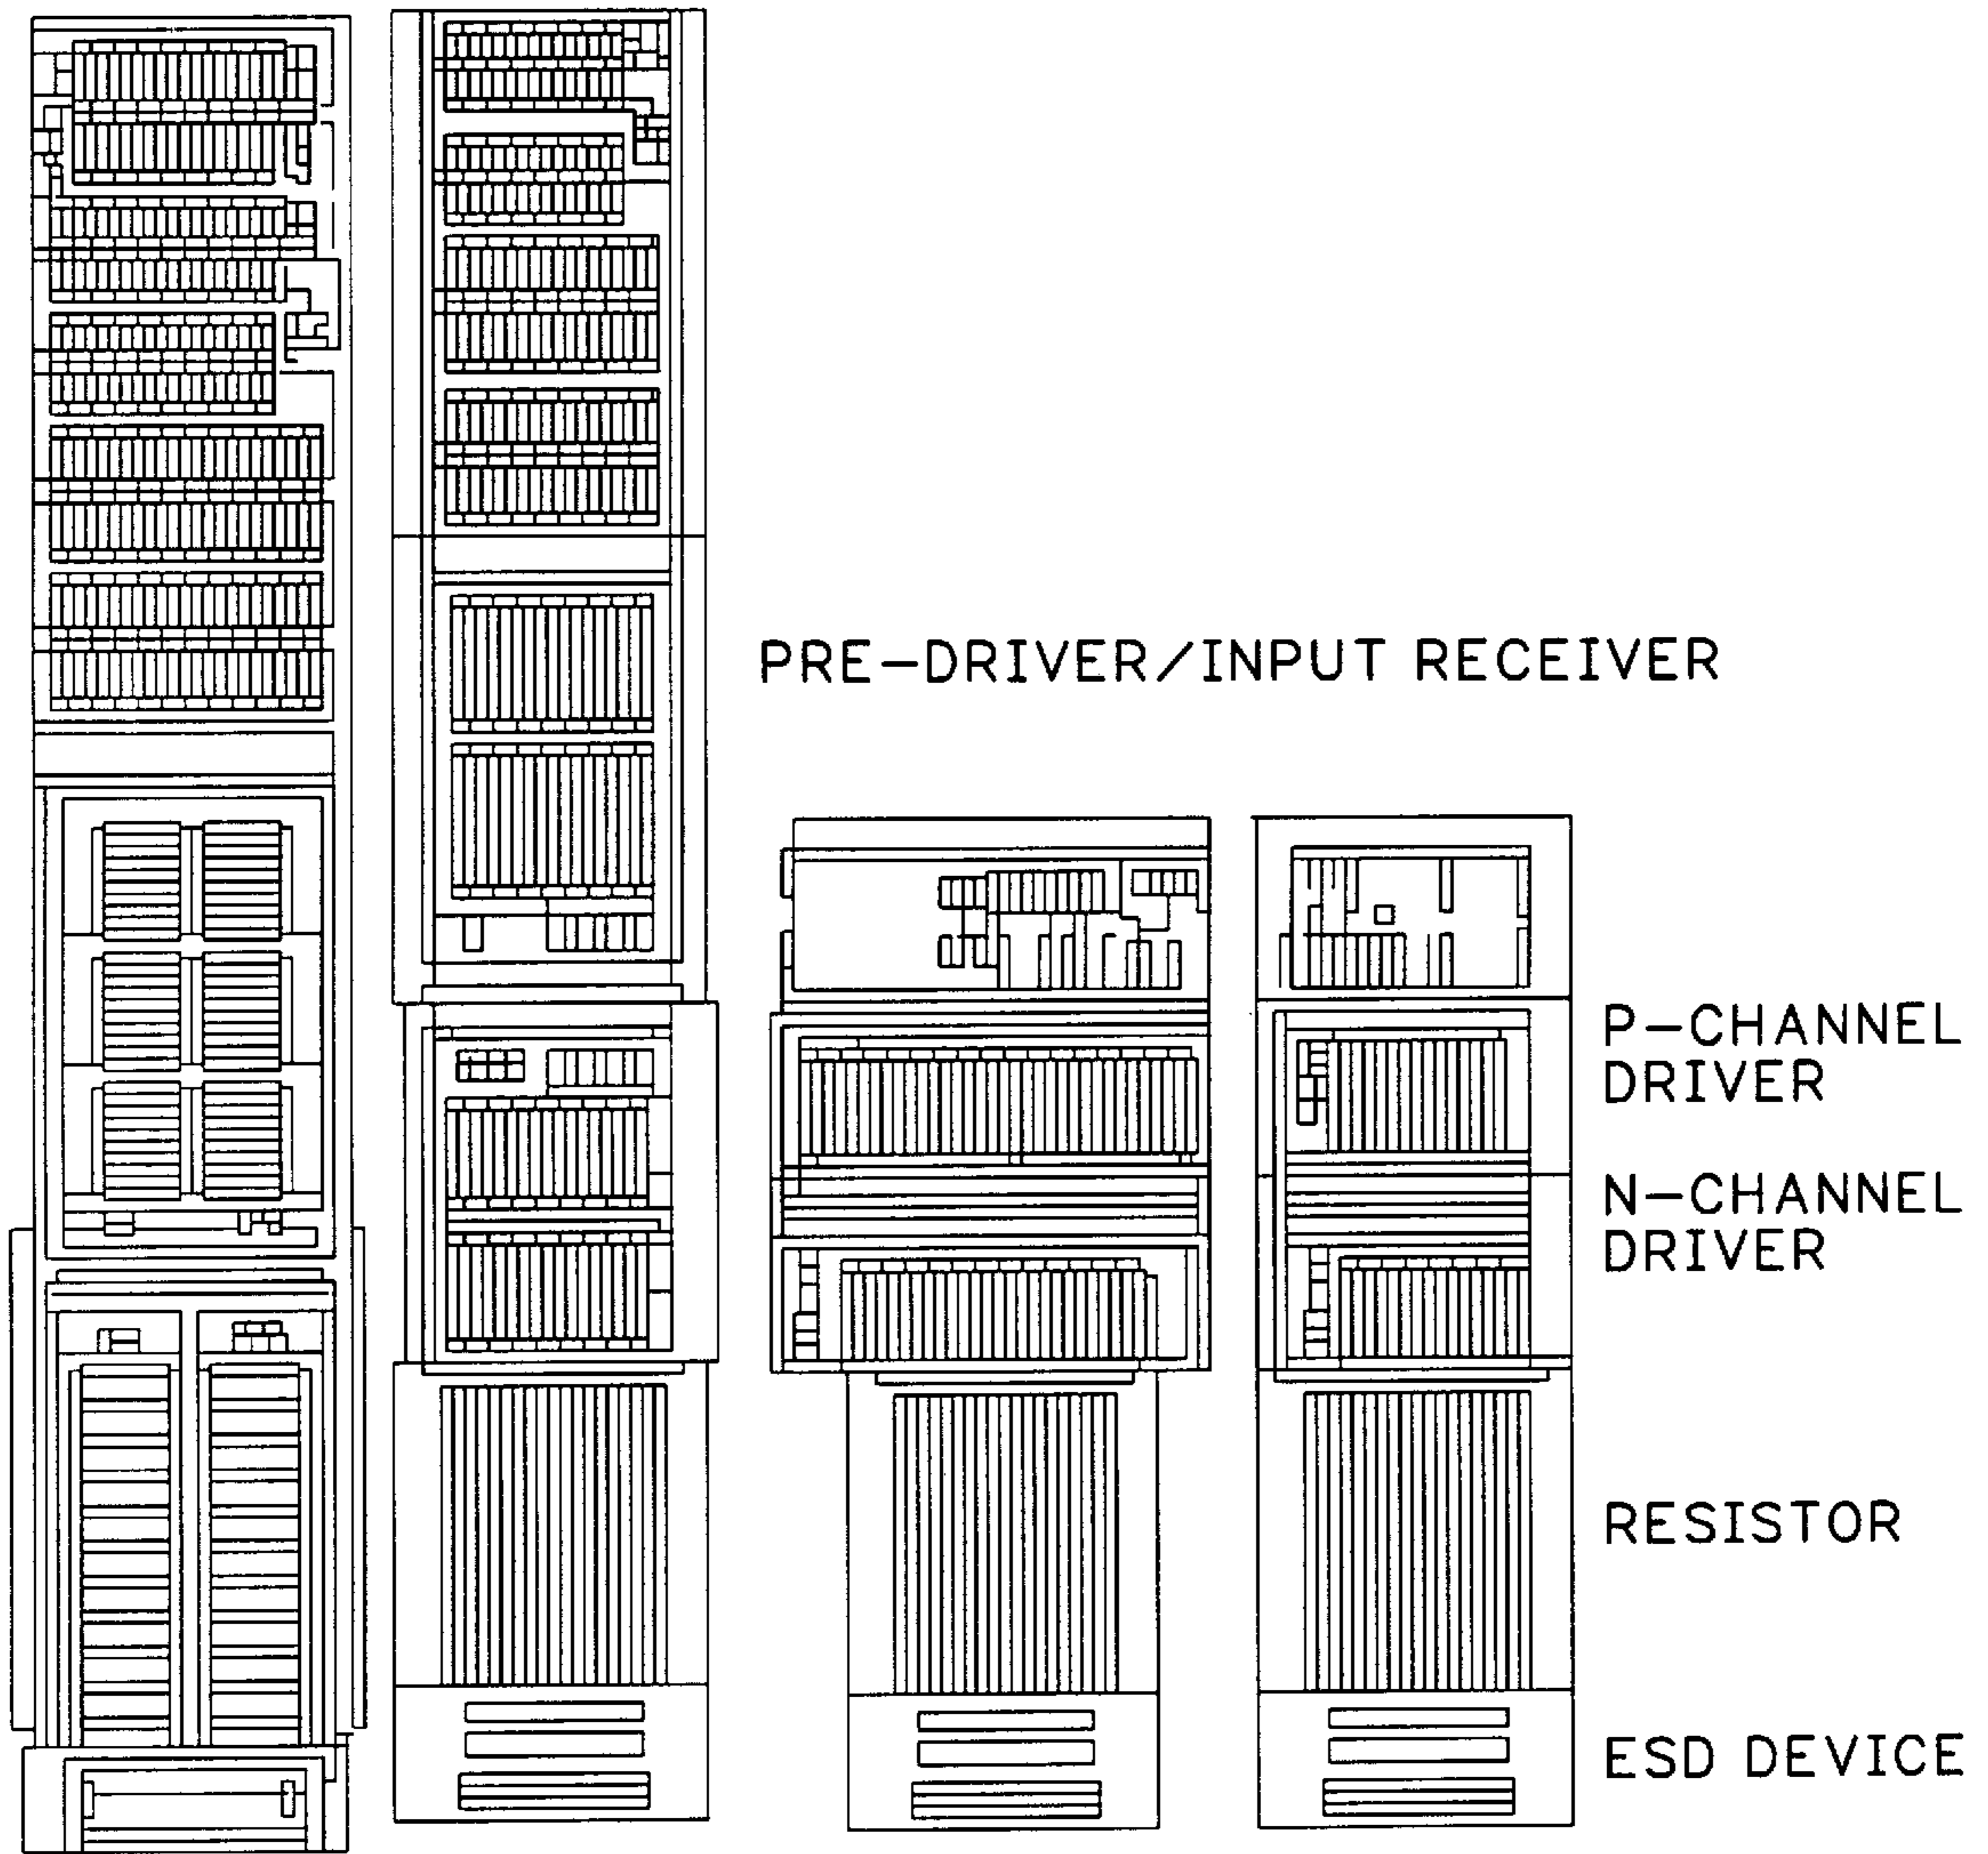 PRE-DRIVER/INPUT RECEIVER
P-CHANNEL
DRIVER
N-CHANNEL
DRIVER
RESISTOR
ESD DEVICE